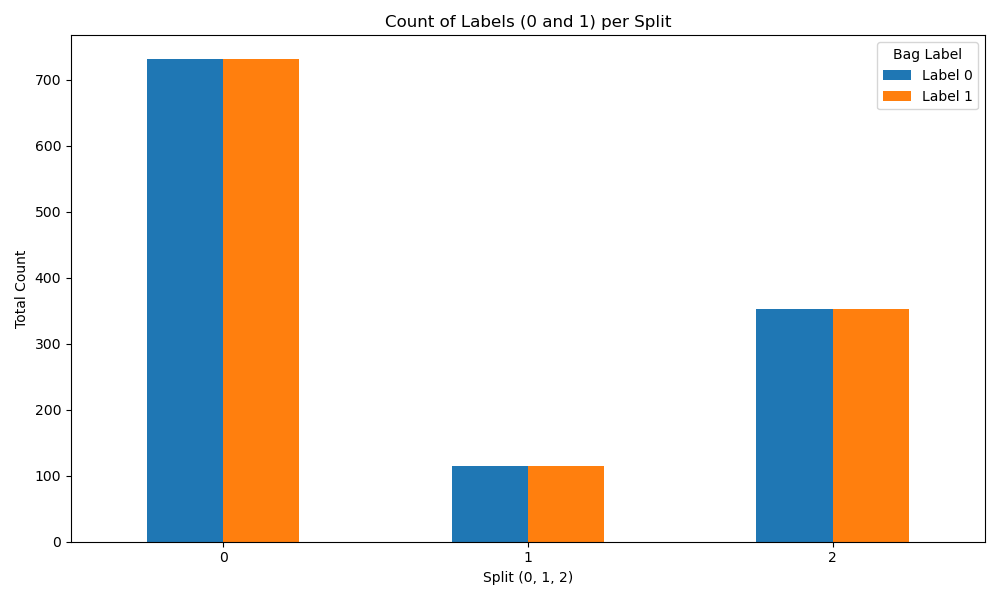 Count of Labels (0 and 1) per Split
Bag Label
Label 0
Label 1
Total Count
700
600
500
400
300
200
100
0
0 1 2
Split (0, 1, 2)